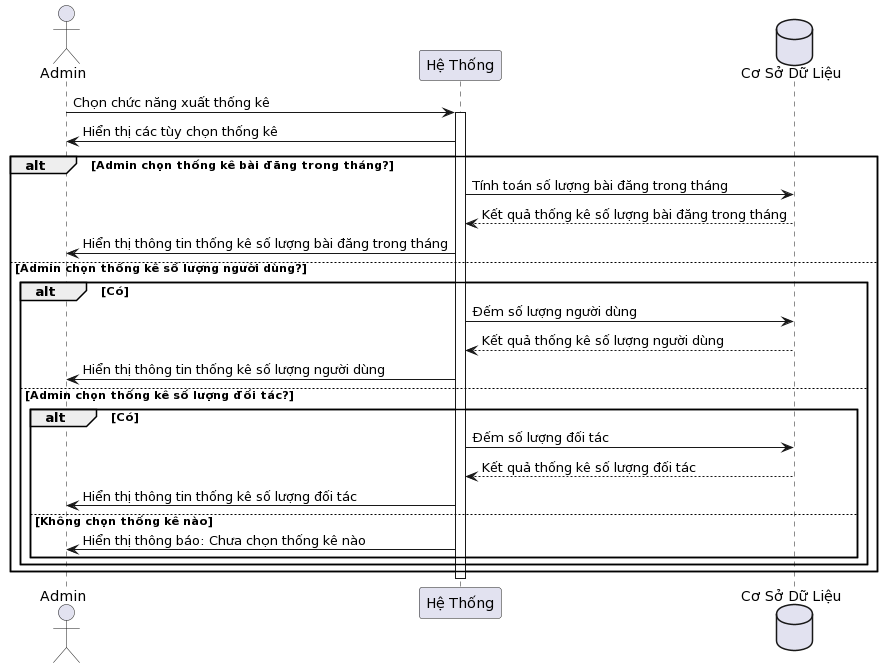 Admin
Hệ Thống
Cơ Sở Dữ Liệu
Chọn chức năng xuất thống kê
Hiển thị các tùy chọn thống kê
alt [Admin chọn thống kê bài đăng trong tháng?]
Tính toán số lượng bài đăng trong tháng
Kết quả thống kê số lượng bài đăng trong tháng
Hiển thị thông tin thống kê số lượng bài đăng trong tháng
[Admin chọn thống kê số lượng người dùng?]
alt [Có]
Đếm số lượng người dùng
Kết quả thống kê số lượng người dùng
Hiển thị thông tin thống kê số lượng người dùng
[Admin chọn thống kê số lượng đối tác?]
alt [Có]
Đếm số lượng đối tác
Kết quả thống kê số lượng đối tác
Hiển thị thông tin thống kê số lượng đối tác
[Không chọn thống kê nào]
Hiển thị thông báo: Chưa chọn thống kê nào
Admin
Hệ Thống
Cơ Sở Dữ Liệu